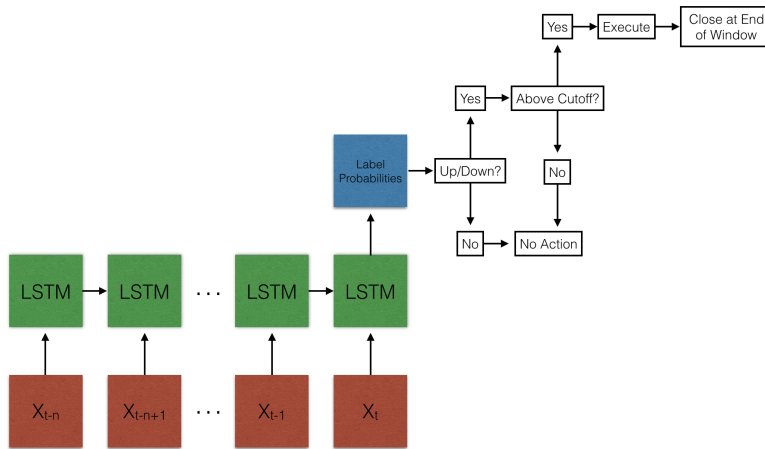 Yes
Execute
Close at End
of Window
Yes
Above Cutoff?
Label
Probabilities
Up/Down?
No
No
No Action
LSTM
LSTM
. . .
LSTM
LSTM
Xt-n
Xt-n+1
. . .
Xt-1
Xt